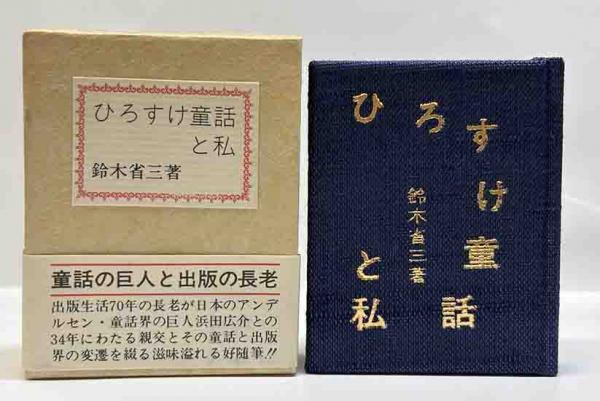 ひろすけ童話
と私
鈴木省三著
童話の巨人と出版の長老
出版生活70年の長老が日本のアンデ
ルセン・童話界の巨人浜田広介との
34年にわたる親交とその童話と出版
界の変遷を綴る滋味溢れる好随筆!!
ひろすけ童話
と私
鈴木省三著